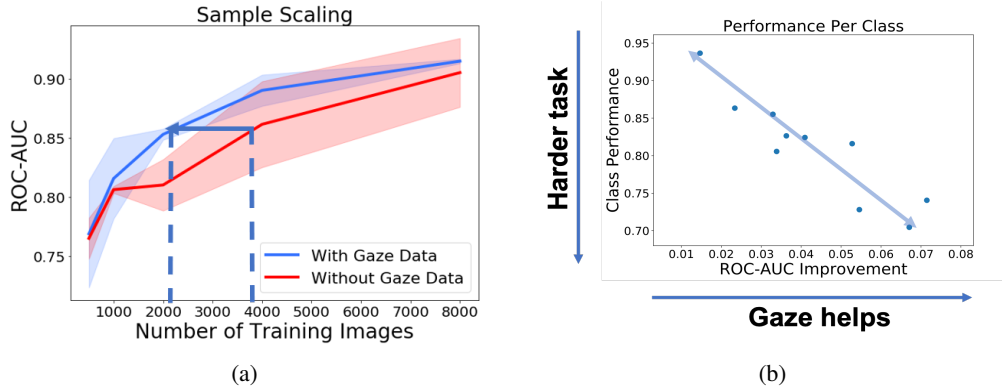 Sample Scaling
ROC-AUC
0.90
0.85
0.80
0.75
With Gaze Data
Without Gaze Data
1000 2000 3000 4000 5000 6000 7000 8000
Number of Training Images
(a)
Harder task
Performance Per Class
Class Performance
0.95
0.90
0.85
0.80
0.75
0.70
0.01 0.02 0.03 0.04 0.05 0.06 0.07 0.08
ROC-AUC Improvement
Gaze helps
(b)